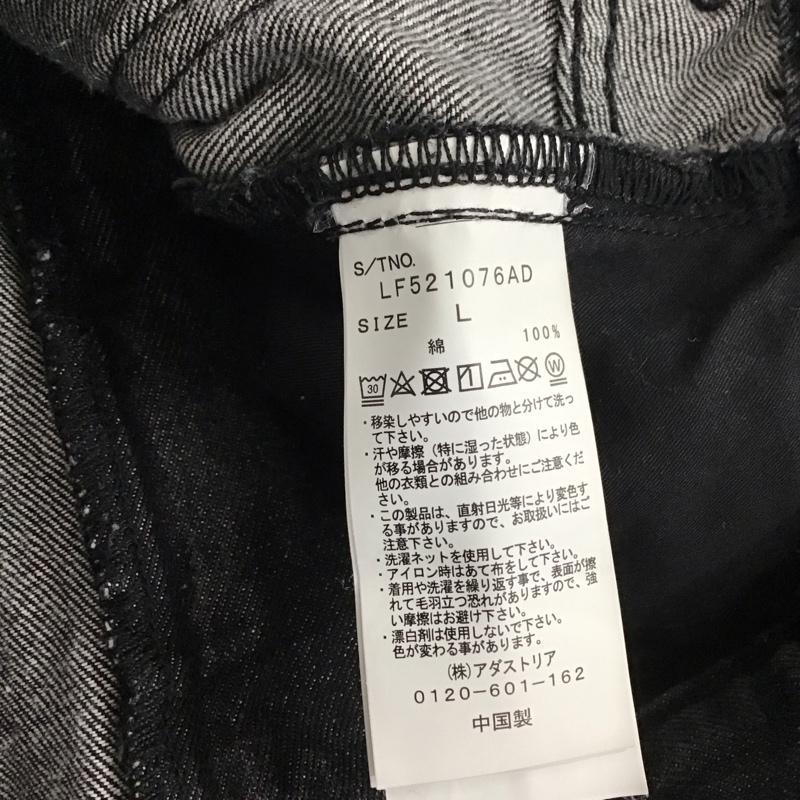 S/TNO.
LF521076AD
SIZE L
綿 100%
30 W
・移染しやすいので他の物と分けて洗っ
て下さい。
・汗や摩擦（特に湿った状態）により色
が移る場合があります。
他の衣類との組み合わせにご注意くだ
さい。
・この製品は、直射日光等により変色す
る事がありますので、お取扱いにはご
注意下さい。
・洗濯ネットを使用して下さい。
・アイロン時はあて布をして下さい。
・着用や洗濯を繰り返す事で、表面が擦
れて毛羽立つ恐れがありますので、強
い摩擦はお避け下さい。
・漂白剤は使用しないで下さい。
色が変わる事があります。
(株)アダストリア
0120-601-162
中国製